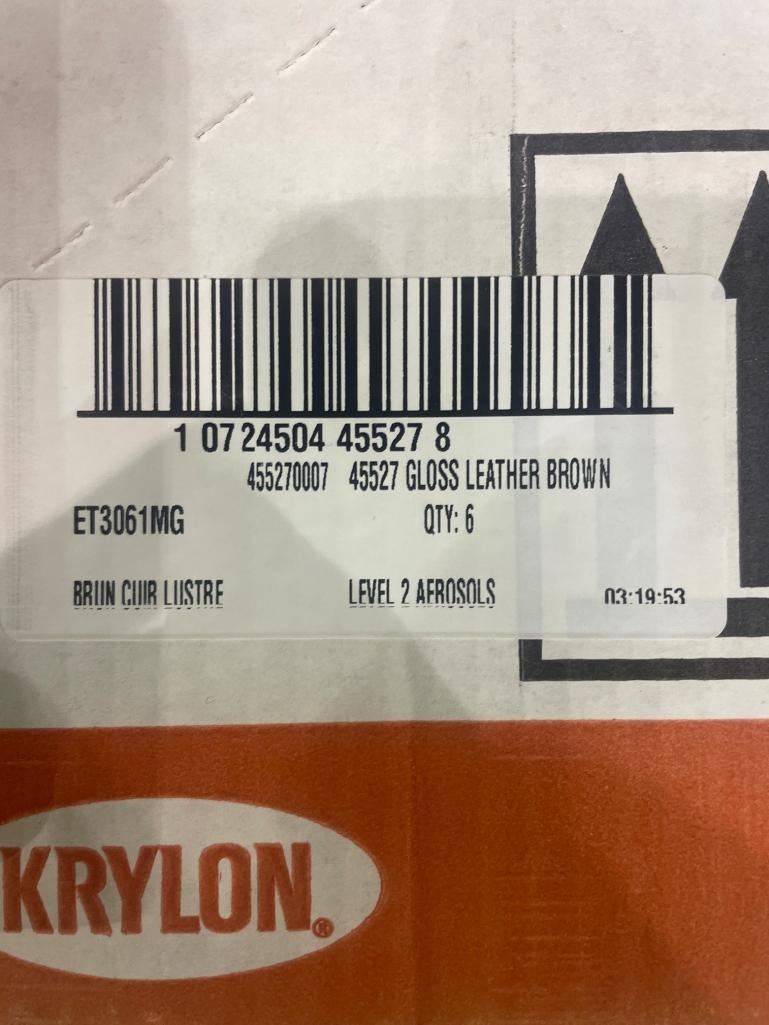 1 07 24504 45527 8
455270007 45527 GLOSS LEATHER BROWN
ET3061MG QTY: 6
BRUN CUIR LUSTRE LEVEL 2 AEROSOLS 03:19:53
KRYLON®